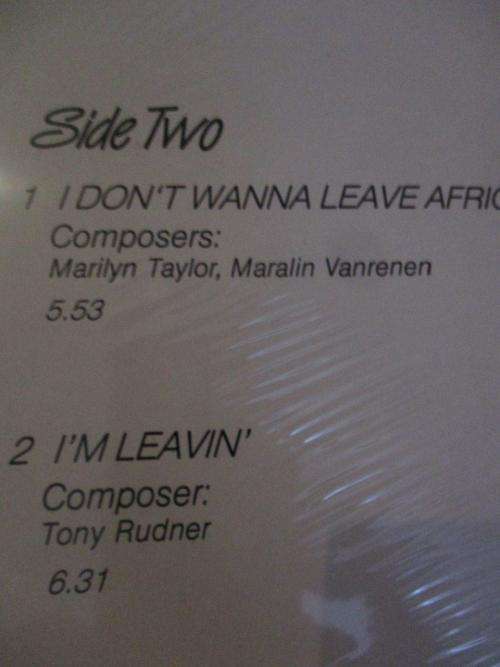 Side Two
1 I DON'T WANNA LEAVE AFRIC
Composers:
Marilyn Taylor, Maralin Vanrenen
5.53
2 I'M LEAVIN'
Composer:
Tony Rudner
6.31